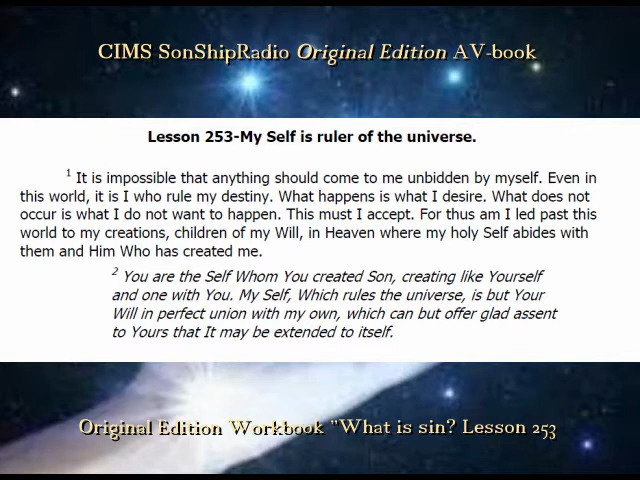 CIMS SonShipRadio Original Edition AV-book
Lesson 253-My Self is ruler of the universe.
1 It is impossible that anything should come to me unbidden by myself. Even in
this world, it is I who rule my destiny. What happens is what I desire. What does not
occur is what I do not want to happen. This must I accept. For thus am I led past this
world to my creations, children of my Will, in Heaven where my holy Self abides with
them and Him Who has created me.
2 You are the Self Whom You created Son, creating like Yourself
and one with You. My Self, Which rules the universe, is but Your
Will in perfect union with my own, which can but offer glad assent
to Yours that It may be extended to itself.
Original Edition Workbook "What is sin? Lesson 253